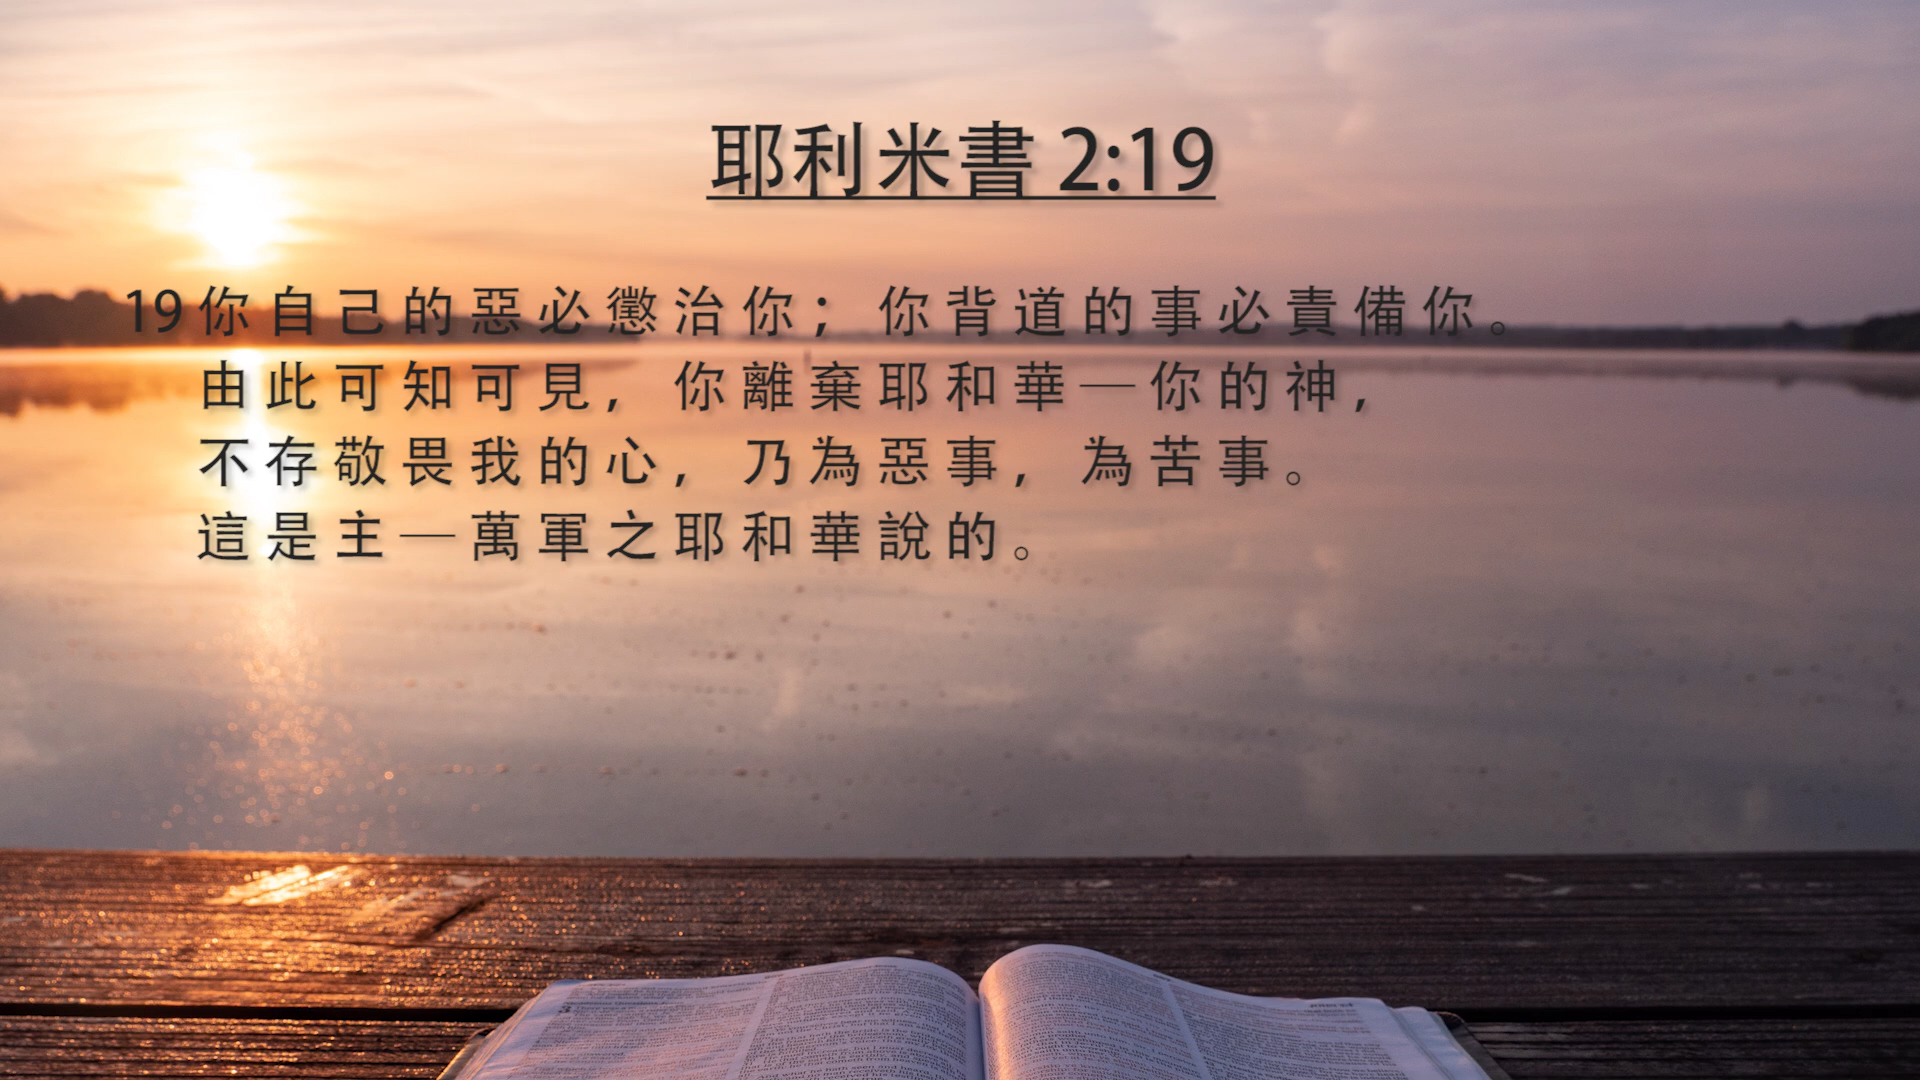 耶利米書 2:19
19 你自己的惡必懲治你；你背道的事必責備你。
由此可知可見，你離棄耶和華─你的神，
不存敬畏我的心，乃為惡事，為苦事。
這是主─萬軍之耶和華說的。